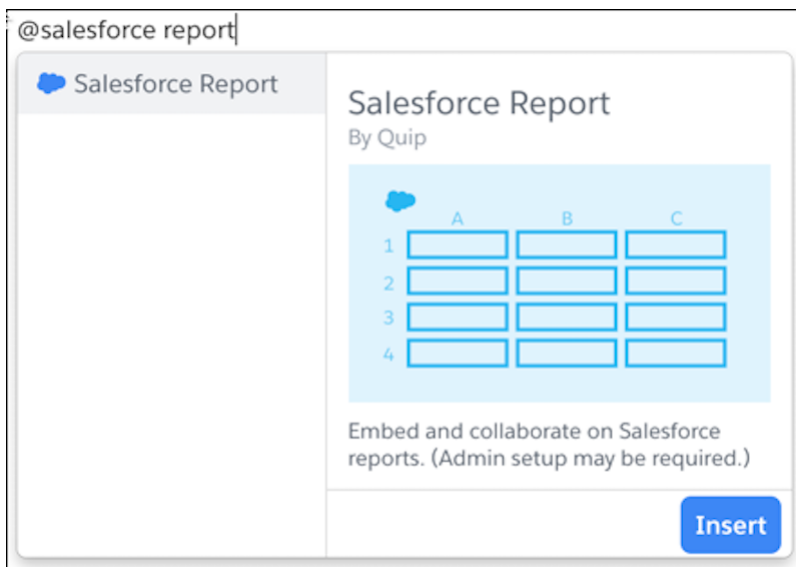 @salesforce report
Salesforce Report
Salesforce Report
By Quip
A B C
1
2
3
4
Embed and collaborate on Salesforce
reports. (Admin setup may be required.)
Insert